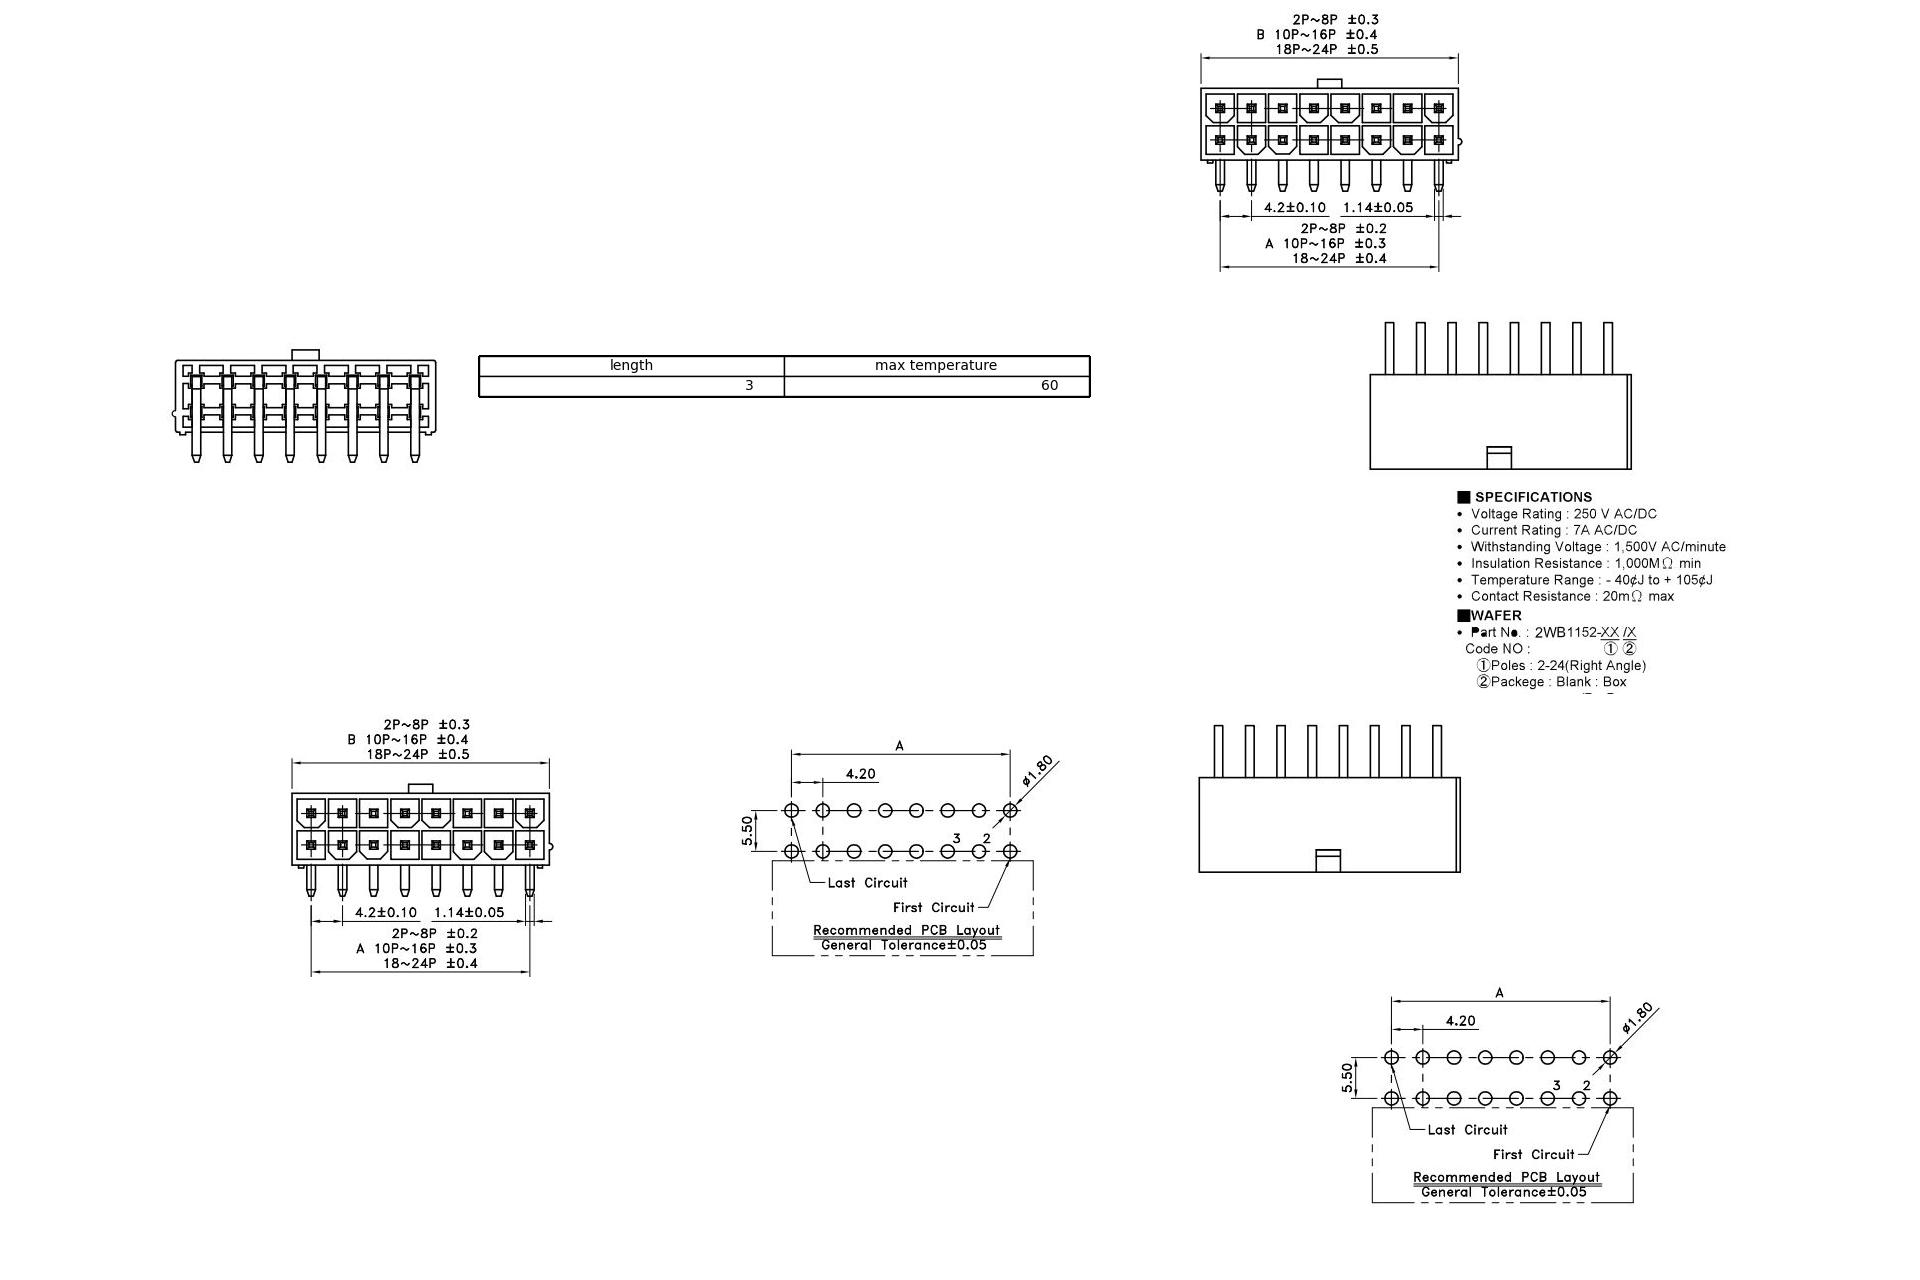 2P~8P ±0.3
B 10P~16P ±0.4
18P~24P ±0.5
4.2±0.10 1.14±0.05
2P~8P ±0.2
A 10P~16P ±0.3
18~24P ±0.4
length max temperature
3 60
■ SPECIFICATIONS
• Voltage Rating : 250 V AC/DC
• Current Rating : 7A AC/DC
• Withstanding Voltage : 1,500V AC/minute
• Insulation Resistance : 1,000MΩ min
• Temperature Range : - 40¢J to + 105¢J
• Contact Resistance : 20mΩ max
■WAFER
• Part No. : 2WB1152-XX /X
Code NO : ① ②
①Poles : 2-24(Right Angle)
②Packege : Blank : Box
2P~8P ±0.3
B 10P~16P ±0.4
18P~24P ±0.5
4.2±0.10 1.14±0.05
2P~8P ±0.2
A 10P~16P ±0.3
18~24P ±0.4
A
4.20
ø1.80
5.50
3 2
Last Circuit
First Circuit
Recommended PCB Layout
General Tolerance±0.05
A
4.20
ø1.80
5.50
3 2
Last Circuit
First Circuit
Recommended PCB Layout
General Tolerance±0.05